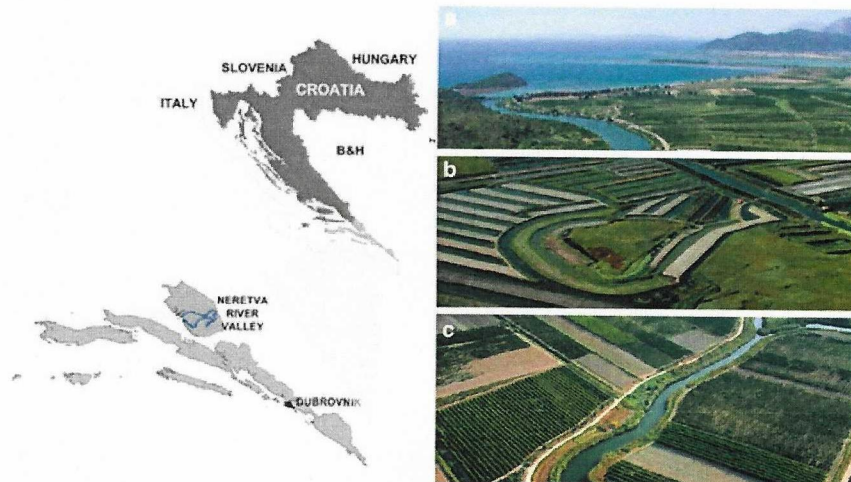 HUNGARY
SLOVENIA
CROATIA
ITALY
B&H
NERETVA
RIVER
VALLEY
DUBROVNIK
a
b
c